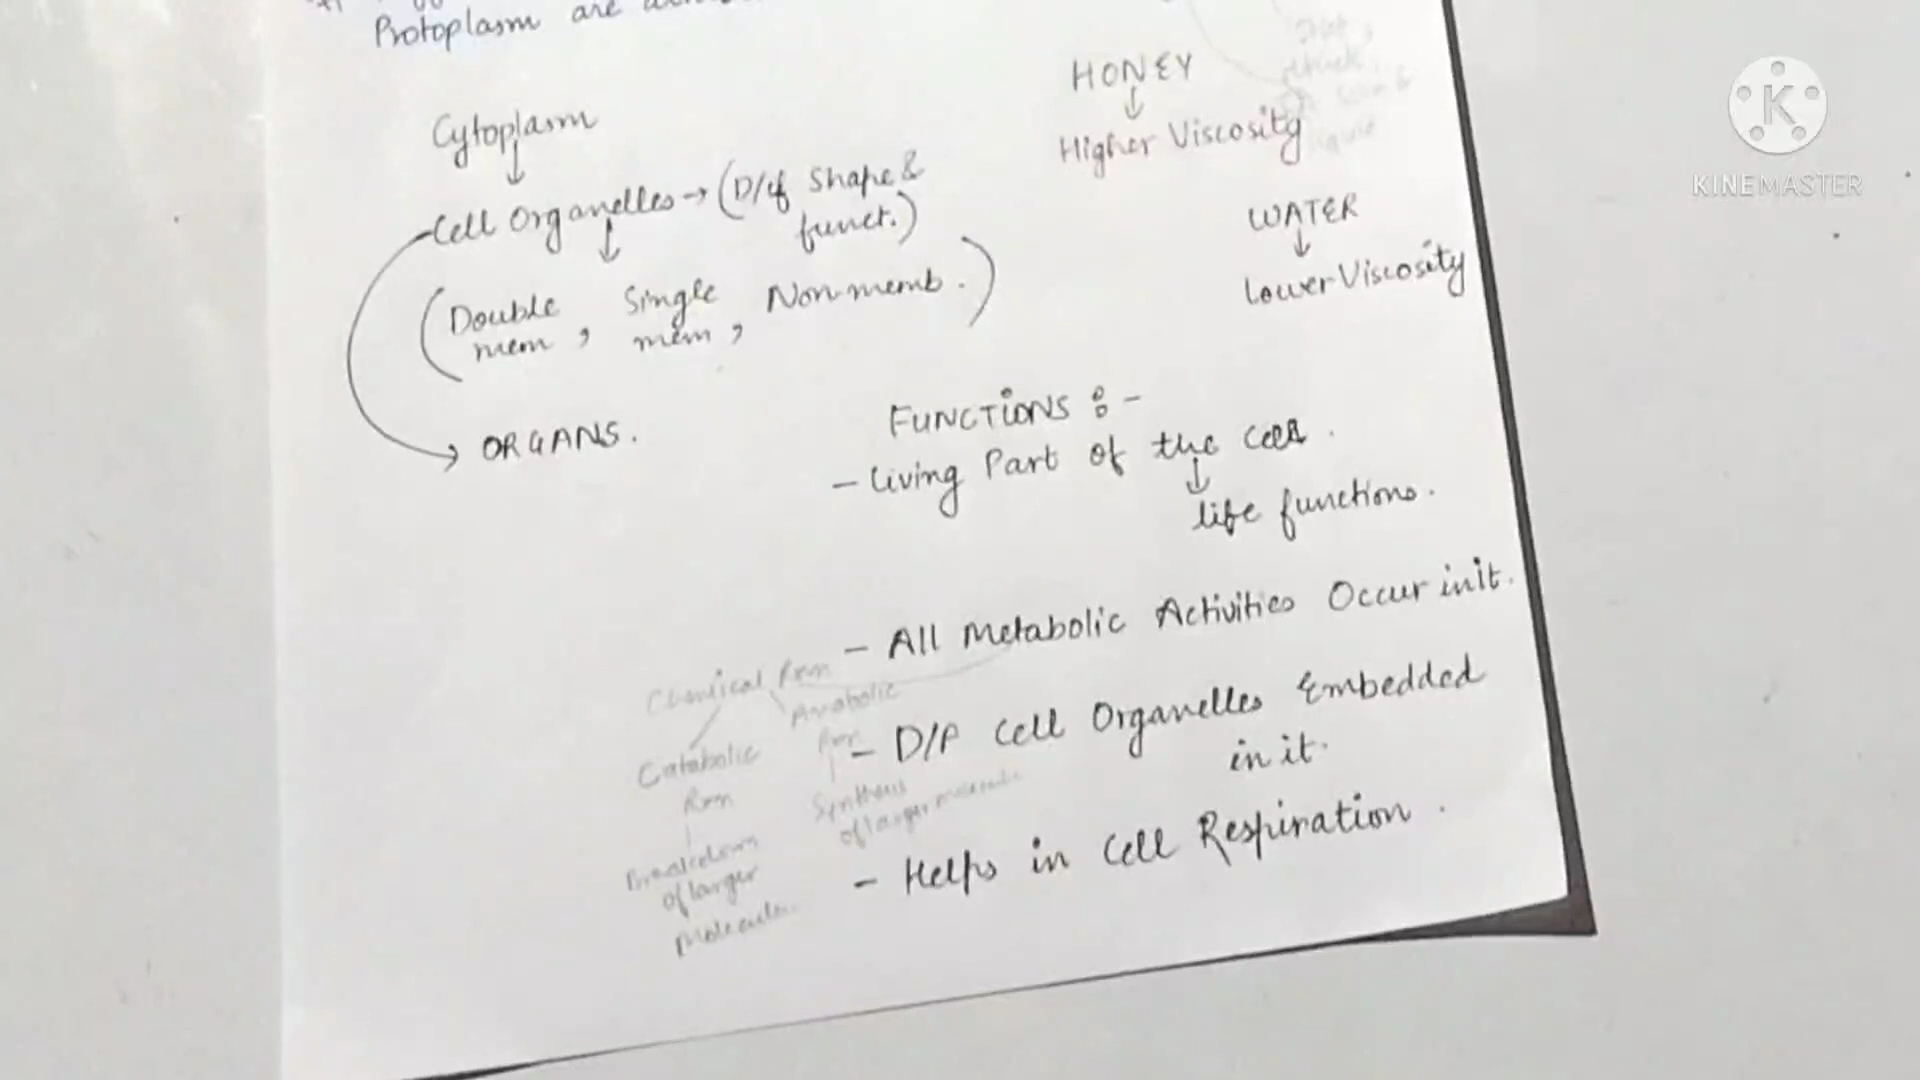 Protoplasm are
HONEY
↓
Higher Viscosity
WATER
↓
Lower Viscosity
Cytoplasm
↓
Cell Organelles → (D/f Shape &
funct.)
↓
(Double mem, Single mem, Non-memb.)
→ ORGANS.
FUNCTIONS :-
- Living Part of the Cell.
↓
life functions.
- All Metabolic Activities Occur in it.
Chemical Rxn
Catabolic
Rxn
Breakdown
of larger
molecules.
Anabolic
Rxn
Synthesis
of larger
- D/f Cell Organelles Embedded
in it.
- Helps in Cell Respiration.
K
KINEMASTER